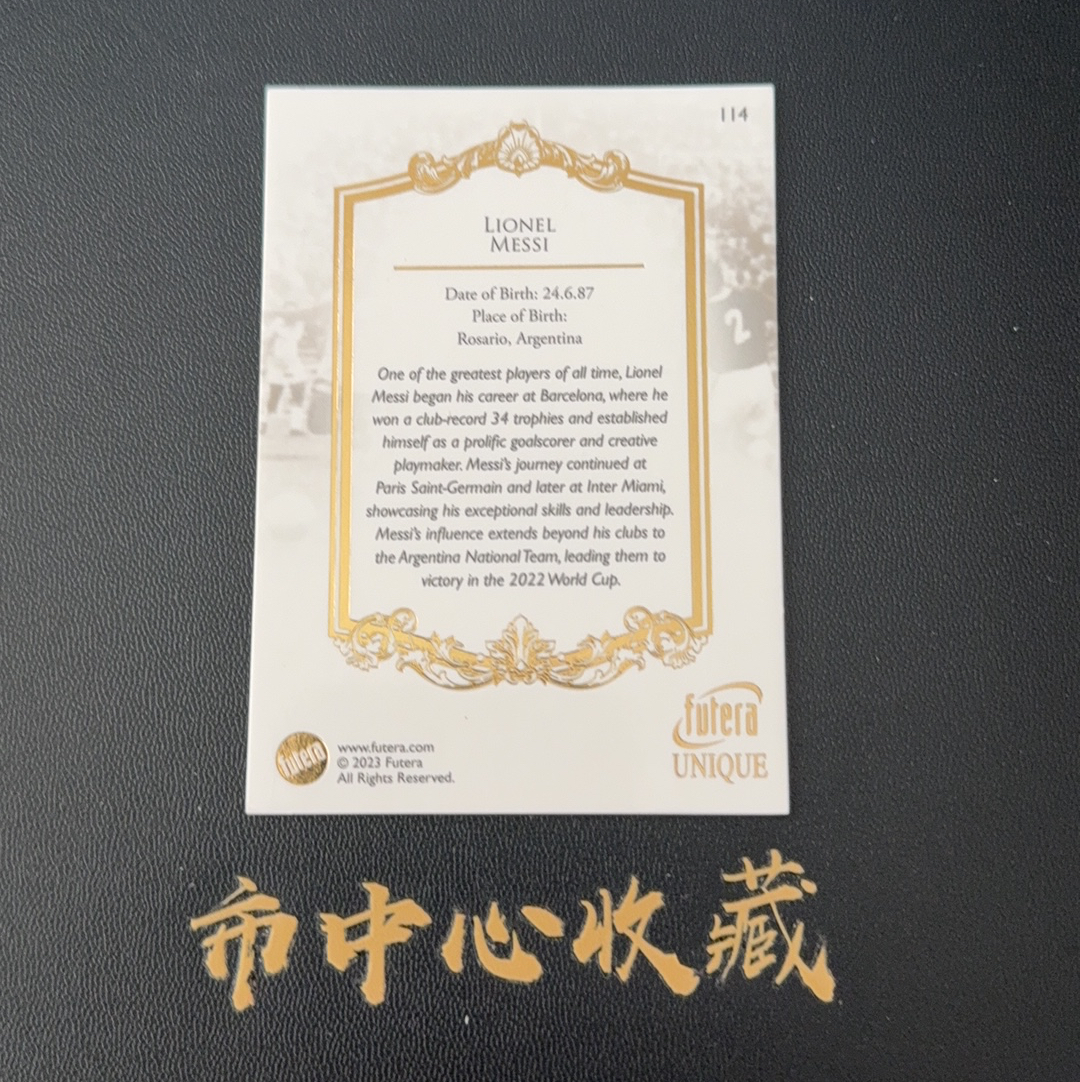 114
LIONEL
MESSI
Date of Birth: 24.6.87
Place of Birth:
Rosario, Argentina
One of the greatest players of all time, Lionel
Messi began his career at Barcelona, where he
won a club-record 34 trophies and established
himself as a prolific goalscorer and creative
playmaker. Messi's journey continued at
Paris Saint-Germain and later at Inter Miami,
showcasing his exceptional skills and leadership.
Messi's influence extends beyond his clubs to
the Argentina National Team, leading them to
victory in the 2022 World Cup.
2
futera
www.futera.com
© 2023 Futera
All Rights Reserved.
futera
UNIQUE
市中心收藏